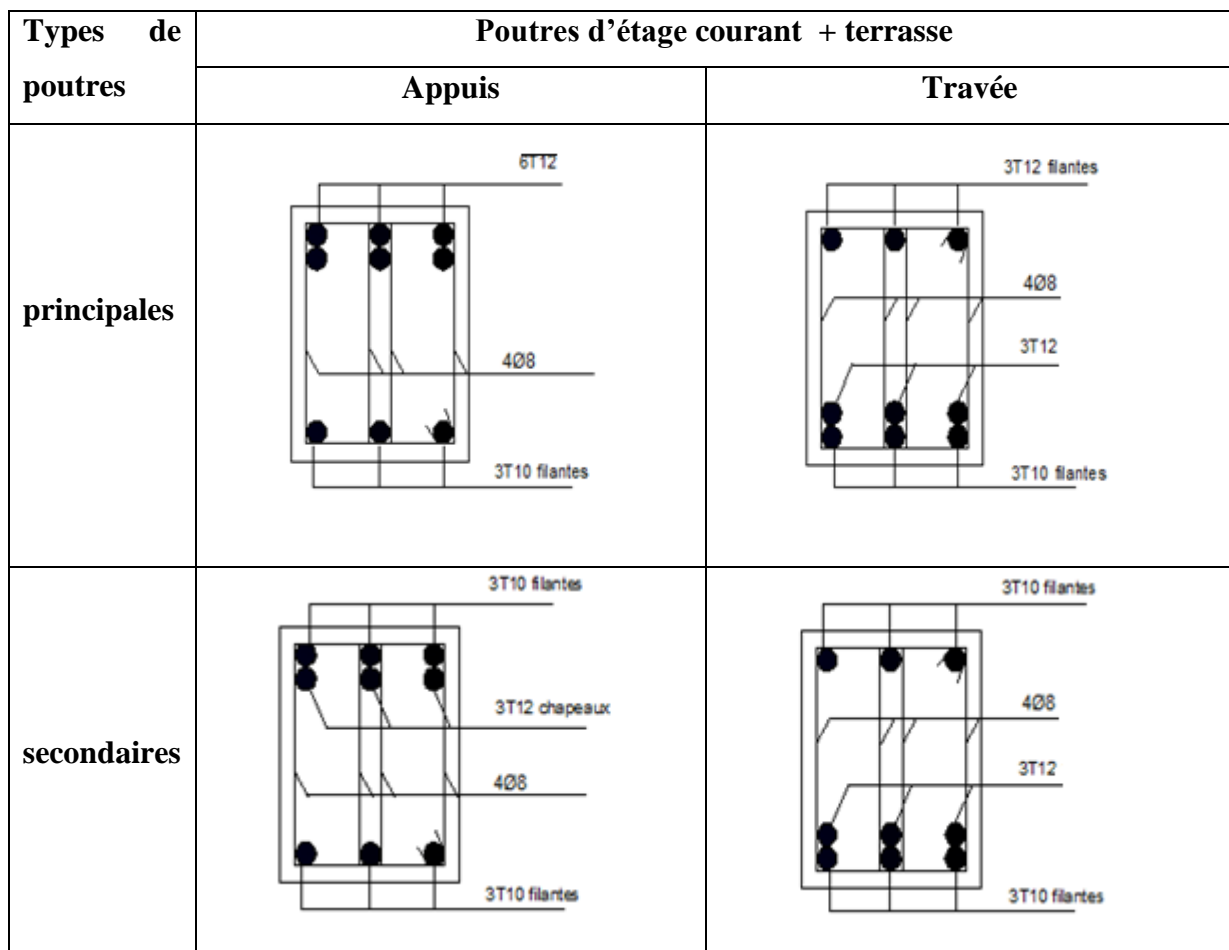 Types de
poutres
Poutres d’étage courant + terrasse
Appuis
Travée
principales
6T12
4Ø8
3T10 filantes
3T12 filantes
4Ø8
3T12
3T10 filantes
secondaires
3T10 filantes
3T12 chapeaux
4Ø8
3T10 filantes
3T10 filantes
4Ø8
3T12
3T10 filantes